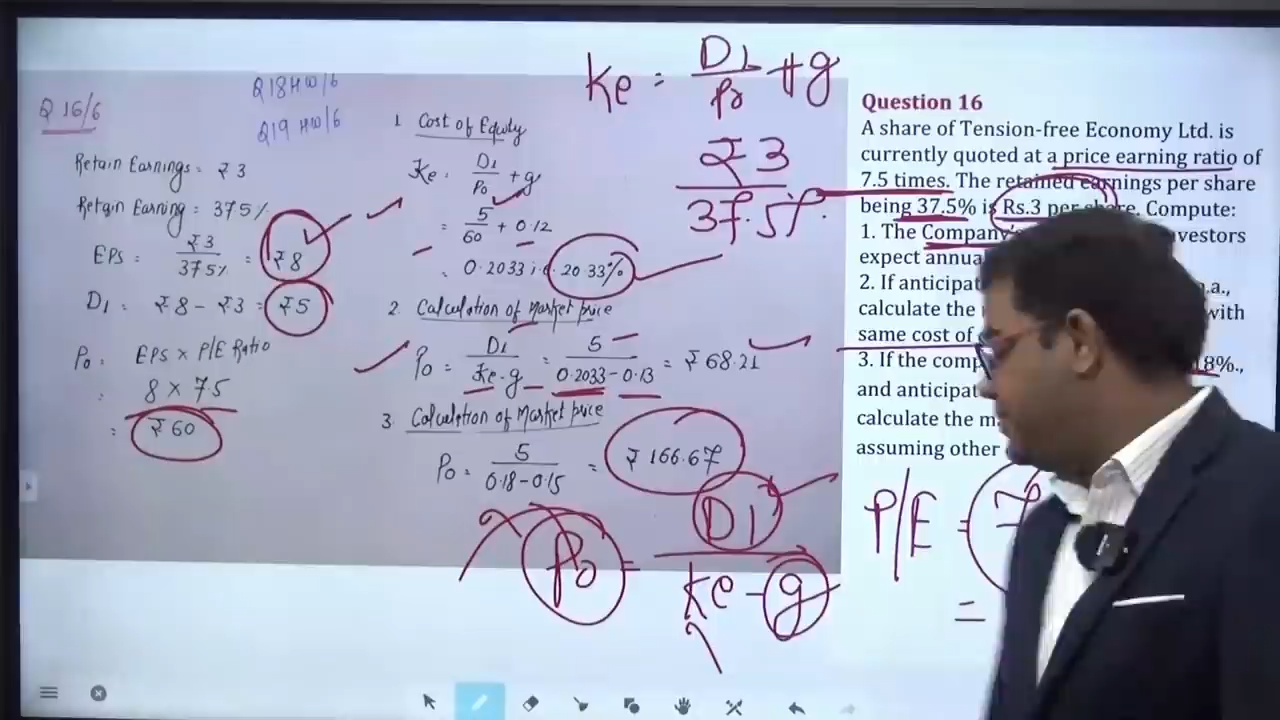 Q 16/6
Q18 HW/6
Q19 HW/6
Retain Earnings = ₹3
Retain Earning = 37.5%
EPS = ₹3 / 37.5% = ₹8
D1 = ₹8 - ₹3 = ₹5
P0 = EPS x P/E Ratio
= 8 x 7.5
= ₹60
1. Cost of Equity
Ke = D1/P0 + g
= 5/60 + 0.12
= 0.2033 i.e. 20.33%
2. Calculation of Market price
P0 = D1 / Ke-g = 5 / 0.2033-0.13 = ₹68.21
3. Calculation of Market price
P0 = 5 / 0.18-0.15 = ₹166.67
Ke = D1/P0 + g
₹3
37.5%
P0 = D1 / Ke-g
Question 16
A share of Tension-free Economy Ltd. is
currently quoted at a price earning ratio of
7.5 times. The retained earnings per share
being 37.5% is Rs.3 per share. Compute:
1. The Company's investors
expect annua
2. If anticipat .a.,
calculate the with
same cost of
3. If the comp 18%.,
and anticipat
calculate the m
assuming other
P/E = 7
=